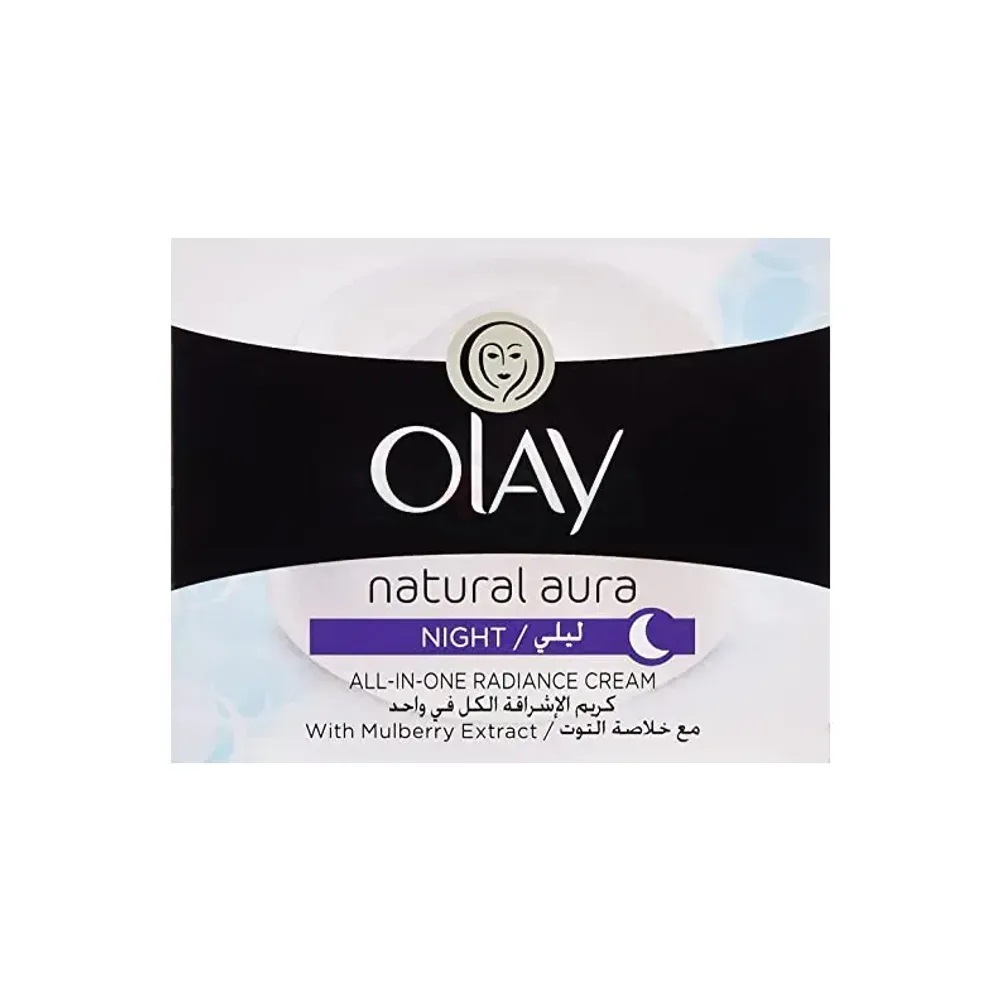 OLAY
natural aura
NIGHT / ليلي
ALL-IN-ONE RADIANCE CREAM
كريم الإشراقة الكل في واحد
With Mulberry Extract / مع خلاصة التوت